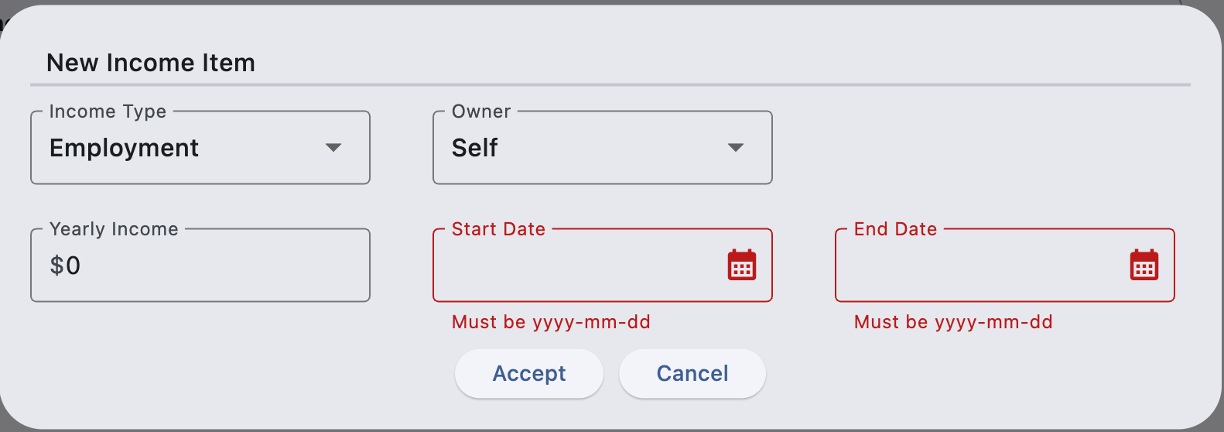 New Income Item
Income Type
Employment
Owner
Self
Yearly Income
$0
Start Date
Must be yyyy-mm-dd
End Date
Must be yyyy-mm-dd
Accept
Cancel